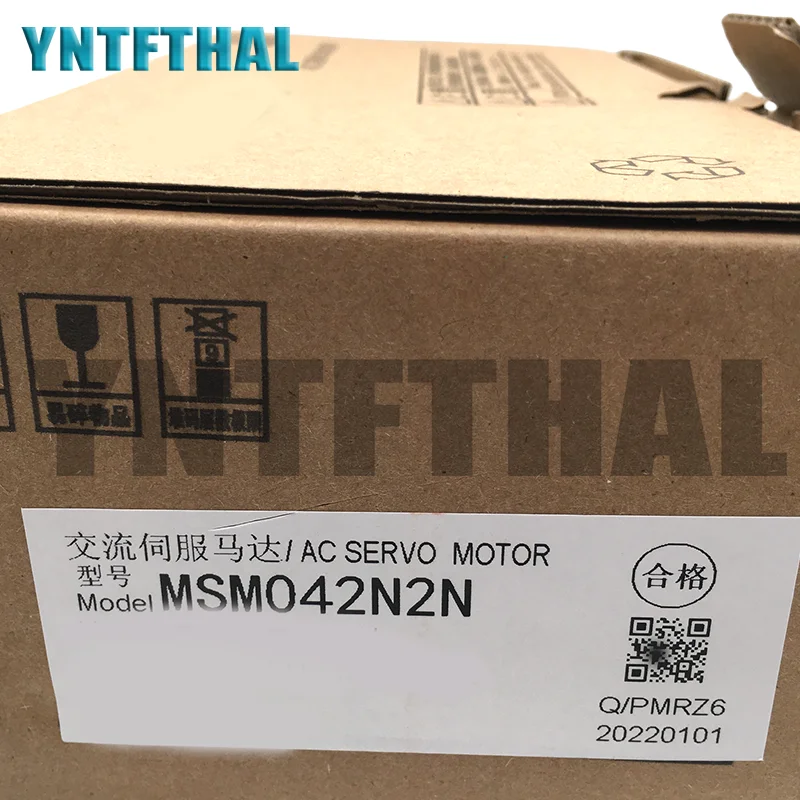 YNTFTHAL
9
易碎物品
YNTFTHAL
交流伺服马达/ AC SERVO MOTOR
型号
Model MSM042N2N
合格
Q/PMRZ6
20220101